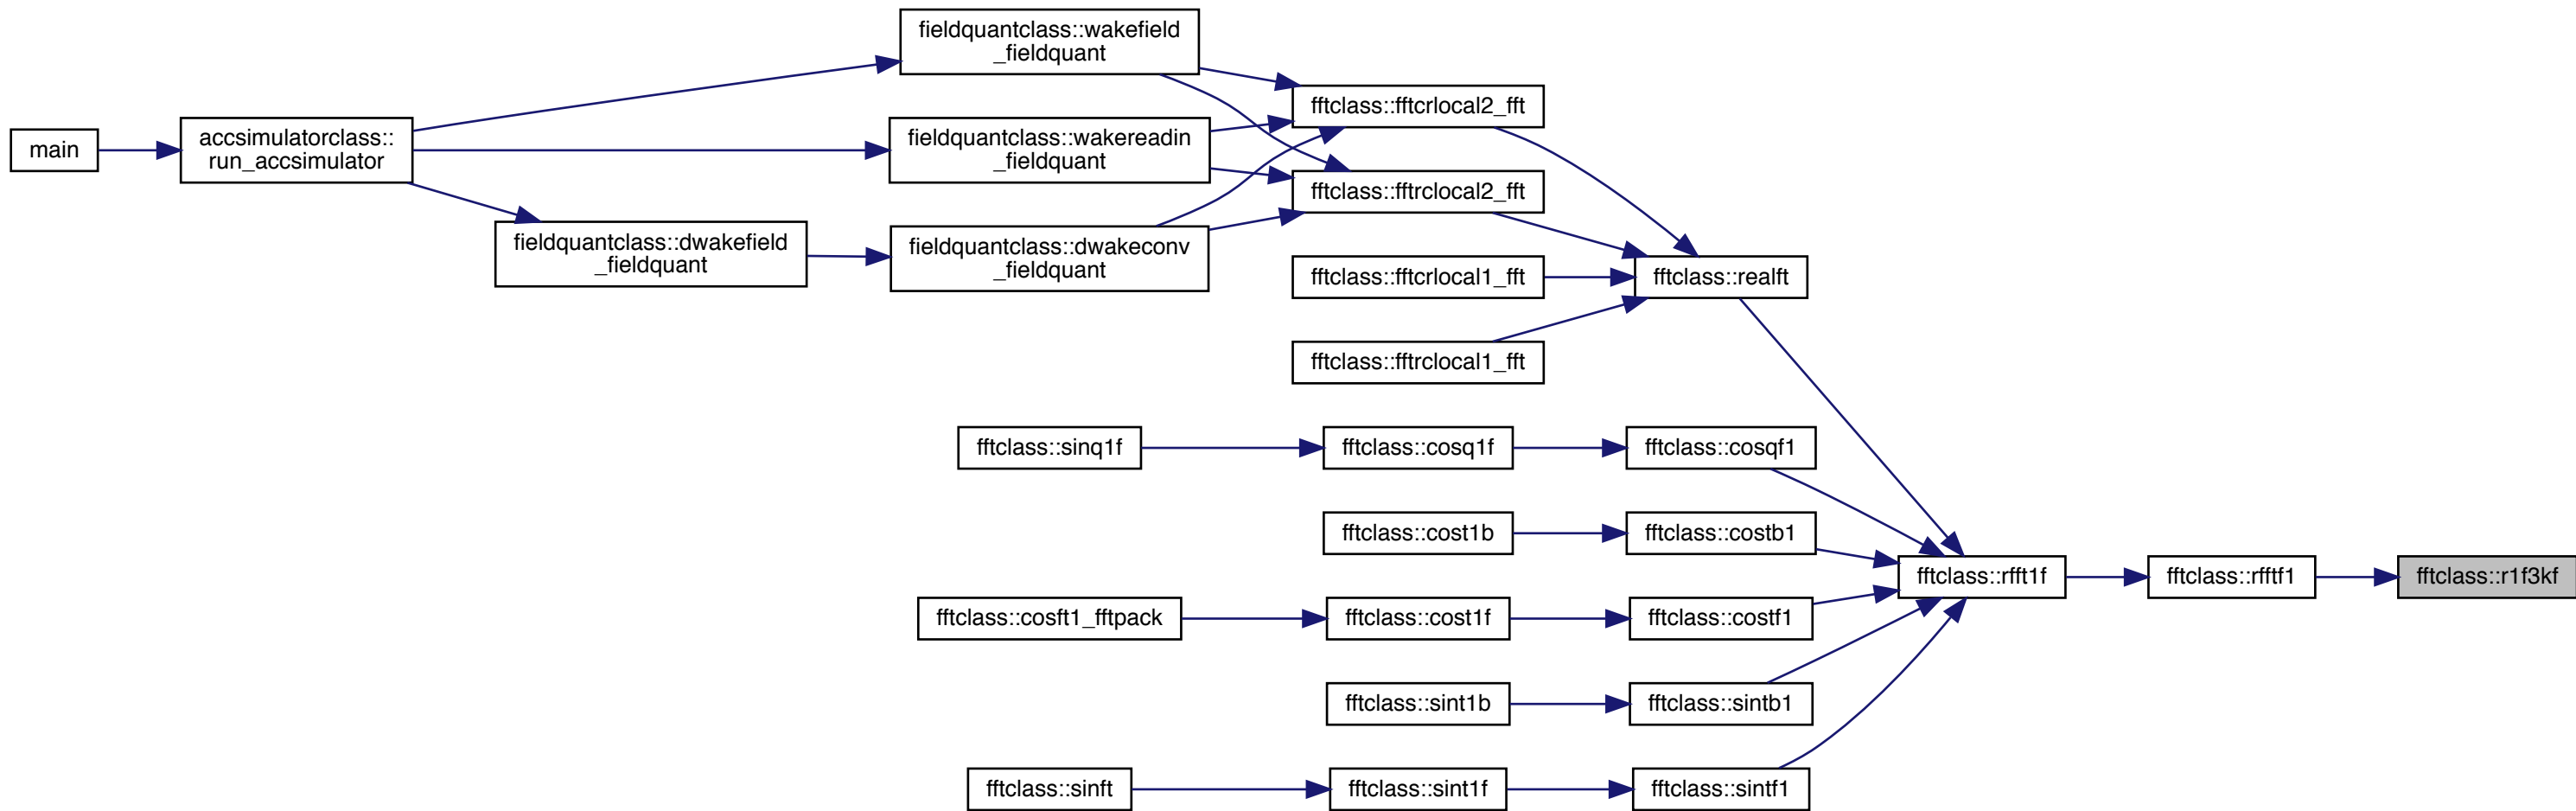 fieldquantclass::wakefield
_fieldquant
fftclass::fftcrlocal2_fft
main
accsimulatorclass::
run_accsimulator
fieldquantclass::wakereadin
_fieldquant
fftclass::fftrclocal2_fft
fieldquantclass::dwakefield
_fieldquant
fieldquantclass::dwakeconv
_fieldquant
fftclass::fftcrlocal1_fft
fftclass::realft
fftclass::fftrclocal1_fft
fftclass::sinq1f
fftclass::cosq1f
fftclass::cosqf1
fftclass::cost1b
fftclass::costb1
fftclass::rfft1f
fftclass::rfftf1
fftclass::r1f3kf
fftclass::cosft1_fftpack
fftclass::cost1f
fftclass::costf1
fftclass::sint1b
fftclass::sintb1
fftclass::sinft
fftclass::sint1f
fftclass::sintf1